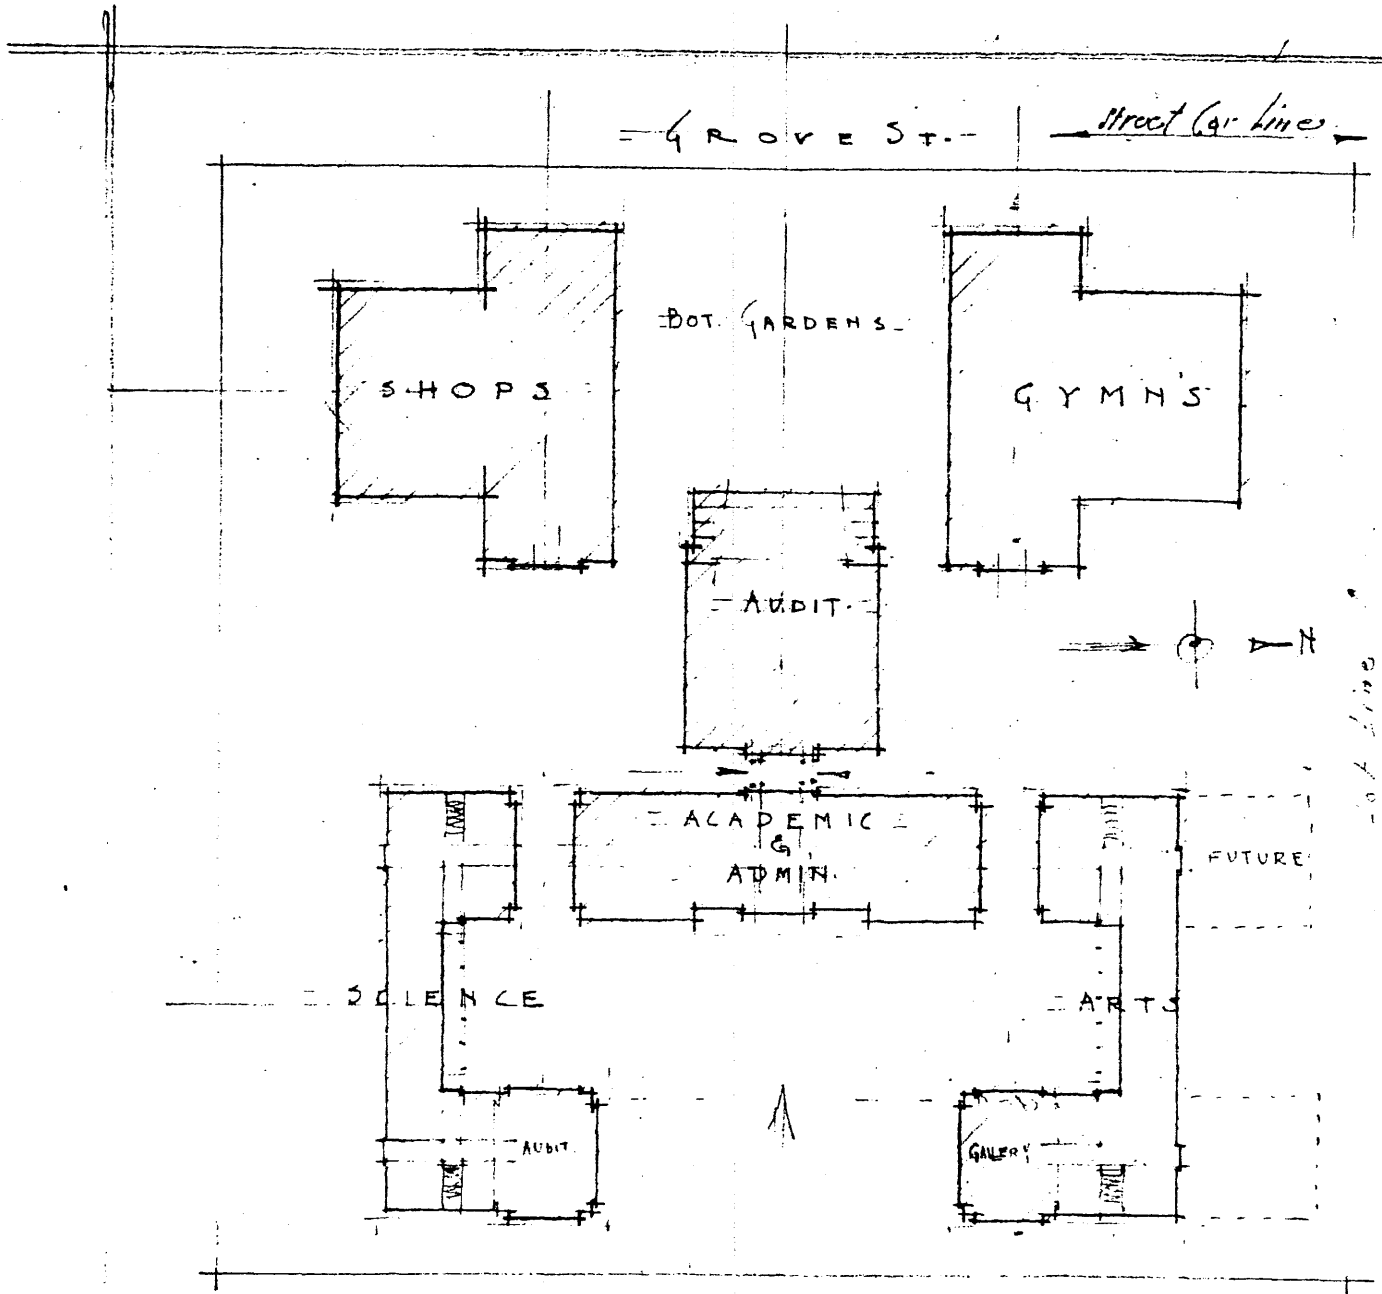 GROVE ST.
Street Car Line
BOT. GARDENS
SHOPS
GYMN'S
AUDIT.
N
ACADEMIC
&
ADMIN.
FUTURE
SCIENCE
ARTS
AUDIT.
GALLERY